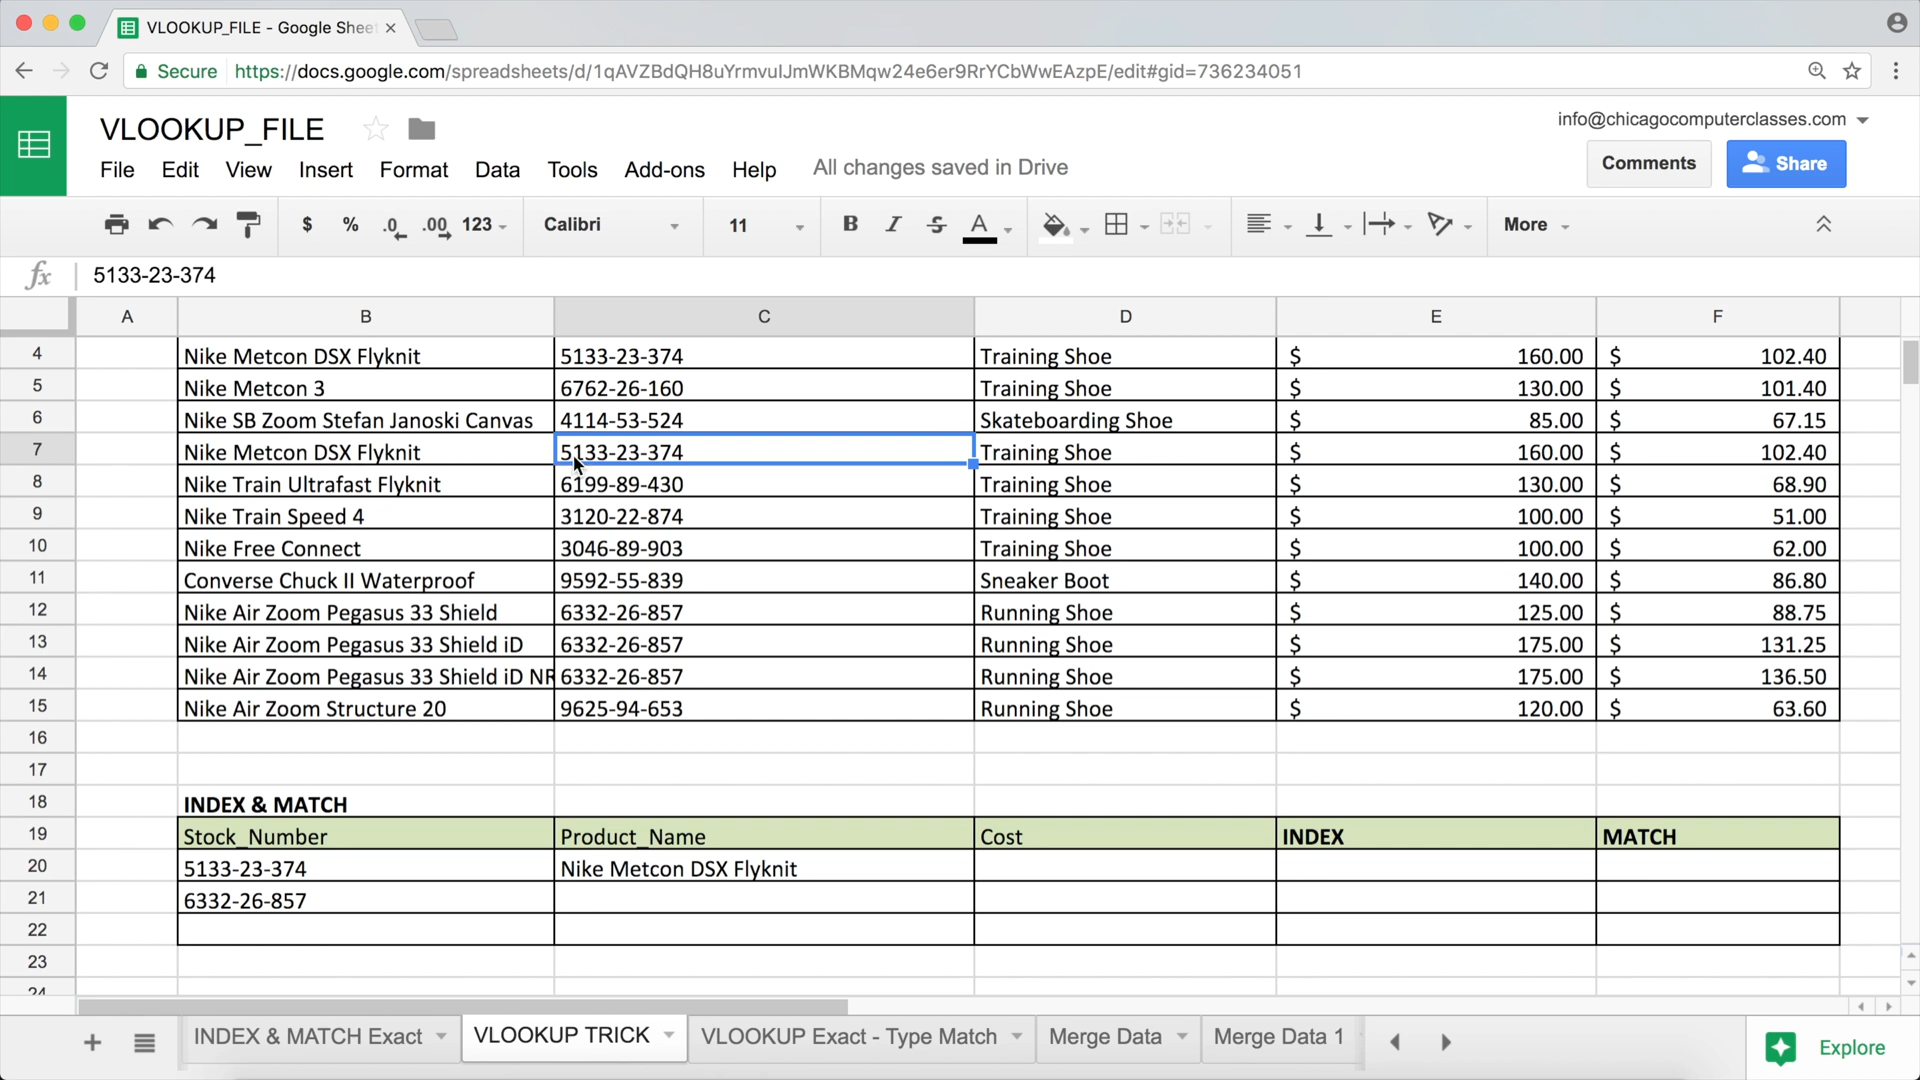 VLOOKUP_FILE - Google Sheet
Secure https://docs.google.com/spreadsheets/d/1qAVZBdQH8uYrmvulJmWKBMqw24e6er9RrYCbWwEAzpE/edit#gid=736234051
VLOOKUP_FILE
info@chicagocomputerclasses.com
File Edit View Insert Format Data Tools Add-ons Help All changes saved in Drive
Comments Share
$ % .0 .00 123 Calibri 11 B I S A More
fx 5133-23-374
A B C D E F
4 Nike Metcon DSX Flyknit 5133-23-374 Training Shoe $ 160.00 $ 102.40
5 Nike Metcon 3 6762-26-160 Training Shoe $ 130.00 $ 101.40
6 Nike SB Zoom Stefan Janoski Canvas 4114-53-524 Skateboarding Shoe $ 85.00 $ 67.15
7 Nike Metcon DSX Flyknit 5133-23-374 Training Shoe $ 160.00 $ 102.40
8 Nike Train Ultrafast Flyknit 6199-89-430 Training Shoe $ 130.00 $ 68.90
9 Nike Train Speed 4 3120-22-874 Training Shoe $ 100.00 $ 51.00
10 Nike Free Connect 3046-89-903 Training Shoe $ 100.00 $ 62.00
11 Converse Chuck II Waterproof 9592-55-839 Sneaker Boot $ 140.00 $ 86.80
12 Nike Air Zoom Pegasus 33 Shield 6332-26-857 Running Shoe $ 125.00 $ 88.75
13 Nike Air Zoom Pegasus 33 Shield iD 6332-26-857 Running Shoe $ 175.00 $ 131.25
14 Nike Air Zoom Pegasus 33 Shield iD NR 6332-26-857 Running Shoe $ 175.00 $ 136.50
15 Nike Air Zoom Structure 20 9625-94-653 Running Shoe $ 120.00 $ 63.60
16
17
18 INDEX & MATCH
19 Stock_Number Product_Name Cost INDEX MATCH
20 5133-23-374 Nike Metcon DSX Flyknit
21 6332-26-857
22
23
24
INDEX & MATCH Exact VLOOKUP TRICK VLOOKUP Exact - Type Match Merge Data Merge Data 1 Explore